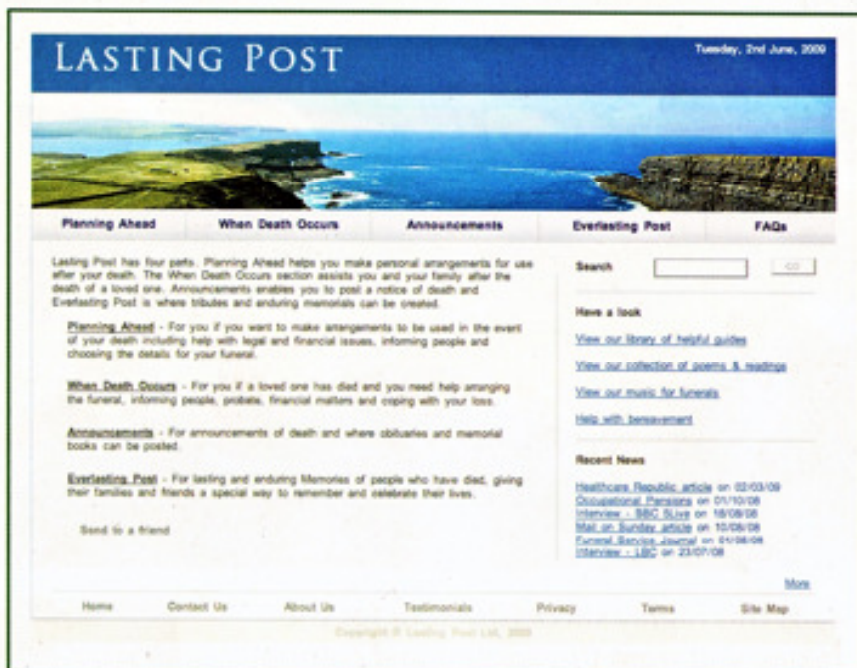 LASTING POST
Tuesday, 2nd June, 2009
Planning Ahead When Death Occurs Announcements Everlasting Post FAQs
Lasting Post has four parts. Planning Ahead helps you make personal arrangements for use
after your death. The When Death Occurs section assists you and your family after the
death of a loved one. Announcements enables you to post a notice of death and
Everlasting Post is where tributes and enduring memorials can be created.
Planning Ahead - For you if you want to make arrangements to be used in the event
of your death including help with legal and financial issues, informing people and
choosing the details for your funeral.
When Death Occurs - For you if a loved one has died and you need help arranging
the funeral, informing people, probate, financial matters and coping with your loss.
Announcements - For announcements of death and where obituaries and memorial
books can be posted.
Everlasting Post - For lasting and enduring Memories of people who have died, giving
their families and friends a special way to remember and celebrate their lives.
Send to a friend
Search GO
Have a look
View our library of helpful guides
View our collection of poems & readings
View our music for funerals
Help with bereavement
Recent News
Healthcare Republic article on 02/03/09
Occupational Pensions on 01/10/08
Interview - BBC 5Live on 18/08/08
Mail on Sunday article on 10/08/08
Funeral Service Journal on 01/08/08
Interview - LBC on 23/07/08
More
Home Contact Us About Us Testimonials Privacy Terms Site Map
Copyright © Lasting Post Ltd, 2009